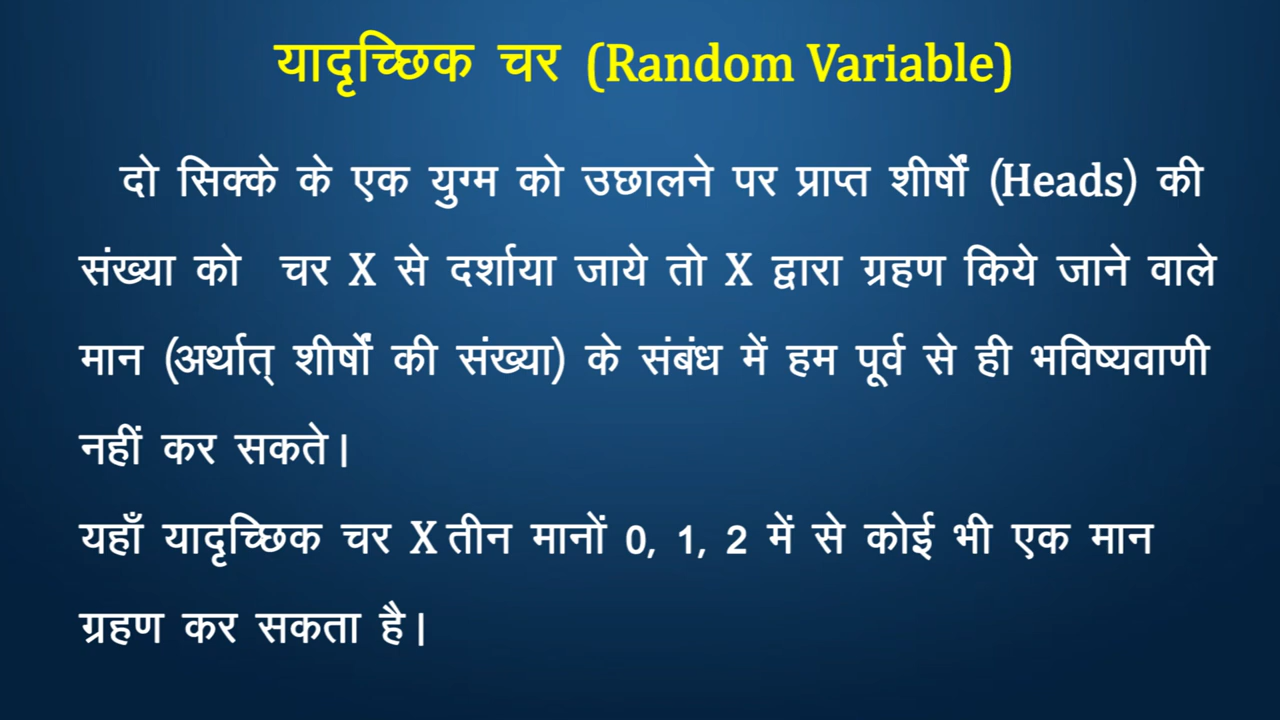 यादृच्छिक चर (Random Variable)
दो सिक्के के एक युग्म को उछालने पर प्राप्त शीर्षों (Heads) की
संख्या को चर X से दर्शाया जाये तो X द्वारा ग्रहण किये जाने वाले
मान (अर्थात् शीर्षों की संख्या) के संबंध में हम पूर्व से ही भविष्यवाणी
नहीं कर सकते।
यहाँ यादृच्छिक चर X तीन मानों 0, 1, 2 में से कोई भी एक मान
ग्रहण कर सकता है।